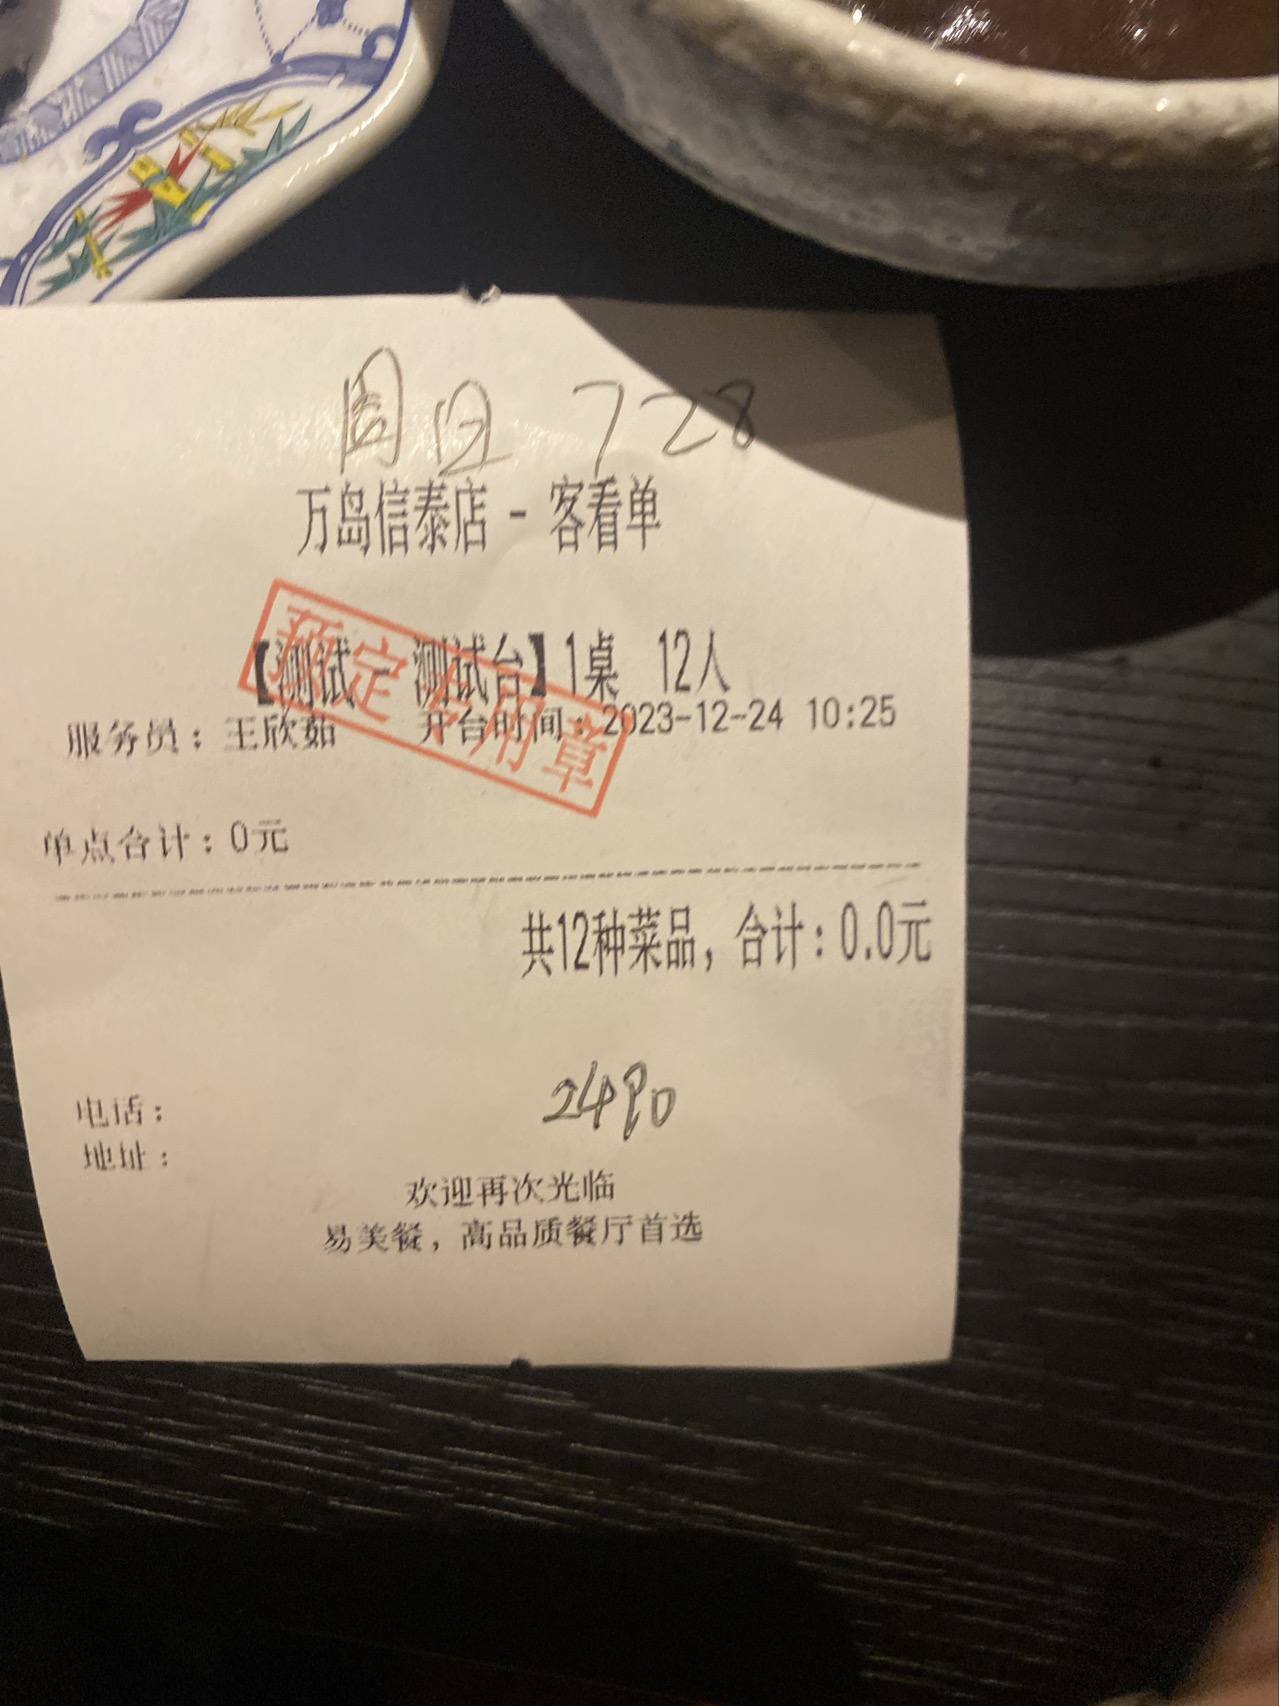 周日 728
万岛信泰店 - 客看单
【测试 - 测试台】1桌 12人
预定专用章
服务员：王欣茹 开台时间：2023-12-24 10:25
单点合计：0元
共12种菜品，合计：0.0元
2490
电话：
地址：
欢迎再次光临
易美餐，高品质餐厅首选